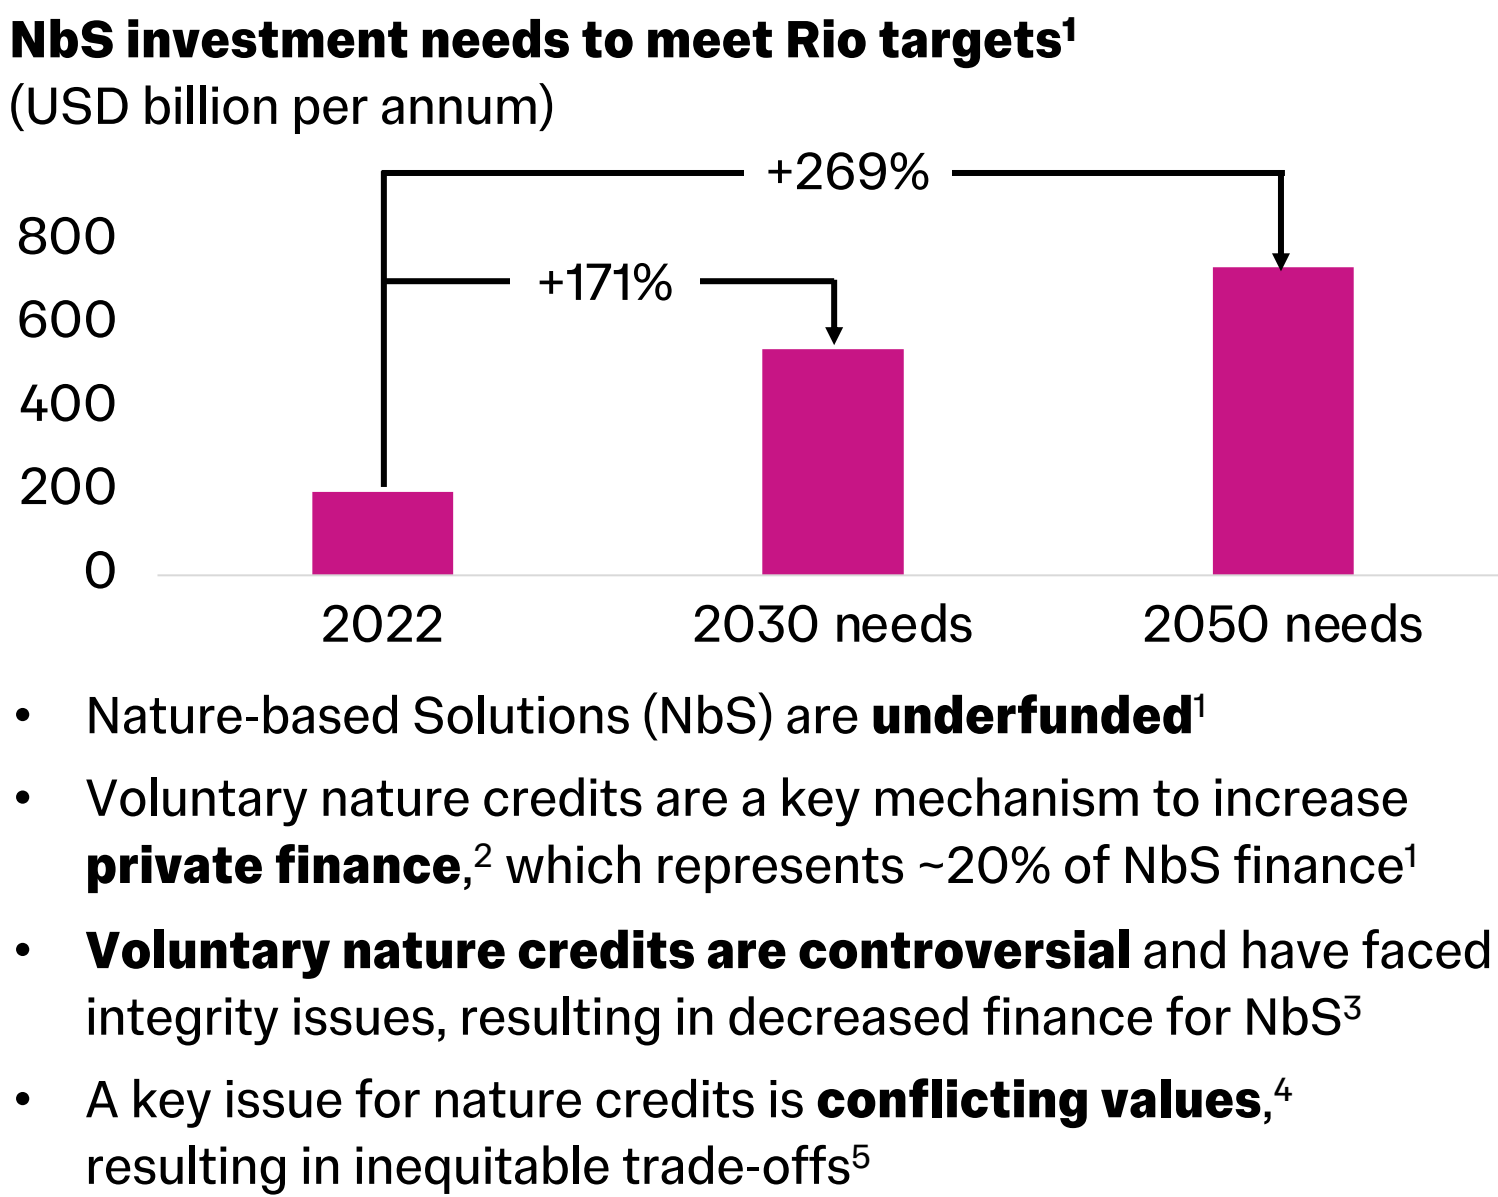 NbS investment needs to meet Rio targets¹
(USD billion per annum)
+269%
800
+171%
600
400
200
0
2022 2030 needs 2050 needs
• Nature-based Solutions (NbS) are underfunded¹
• Voluntary nature credits are a key mechanism to increase
private finance,² which represents ~20% of NbS finance¹
• Voluntary nature credits are controversial and have faced
integrity issues, resulting in decreased finance for NbS³
• A key issue for nature credits is conflicting values,⁴
resulting in inequitable trade-offs⁵